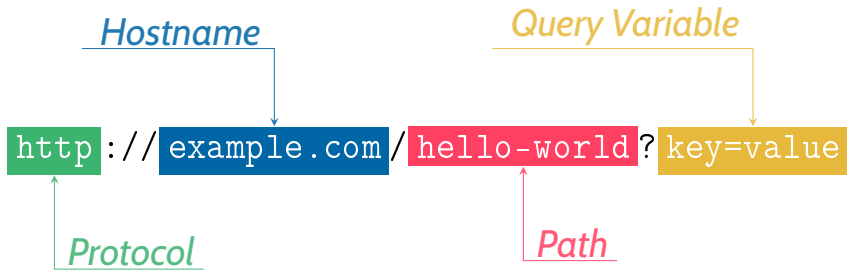 Hostname
Query Variable
http://example.com/hello-world?key=value
Protocol
Path